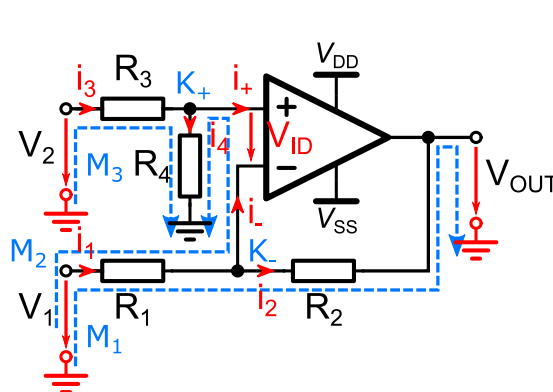 R3
i3
K+
i+
VDD
V2
M3
R4
i4
+
VID
−
VOUT
VSS
i-
M2
i1
K-
V1
R1
i2
R2
M1